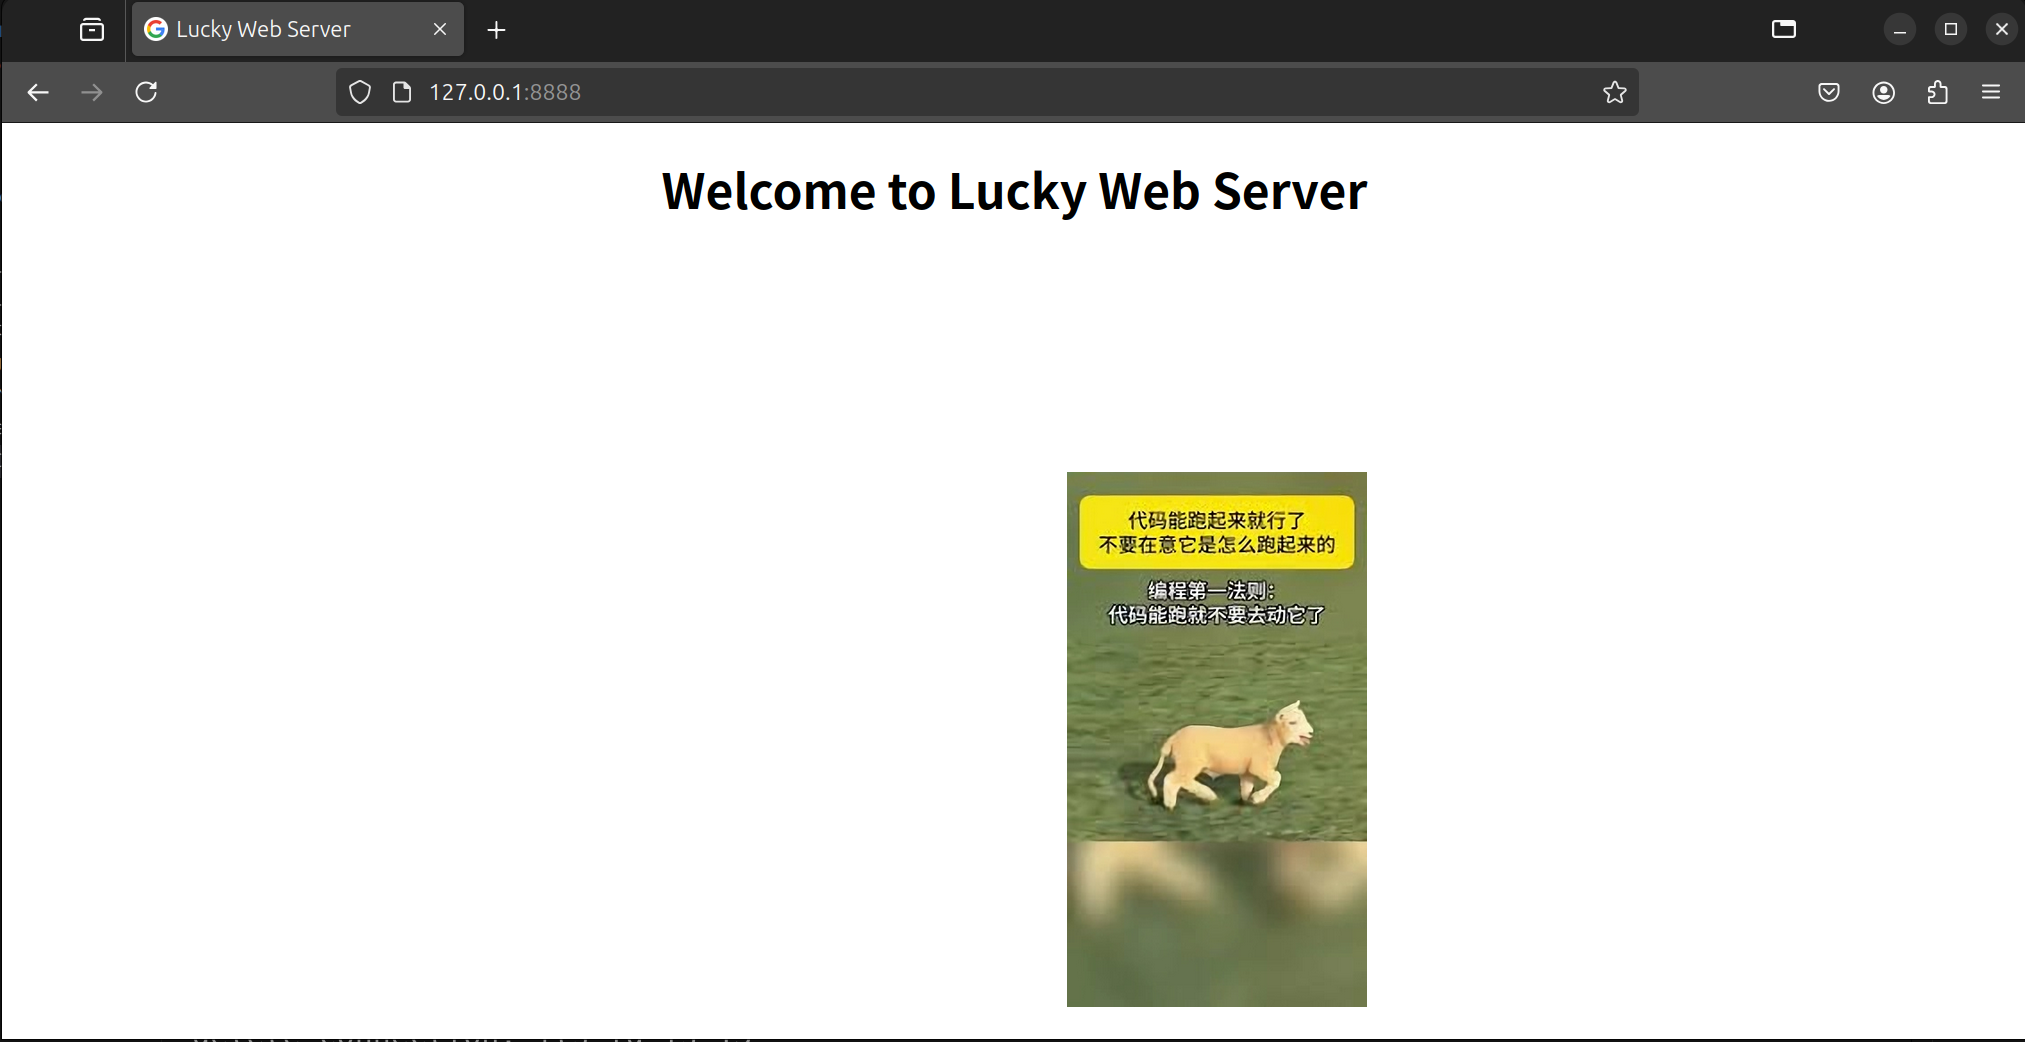 Lucky Web Server
127.0.0.1:8888
Welcome to Lucky Web Server
代码能跑起来就行了
不要在意它是怎么跑起来的
编程第一法则：
代码能跑就不要去动它了